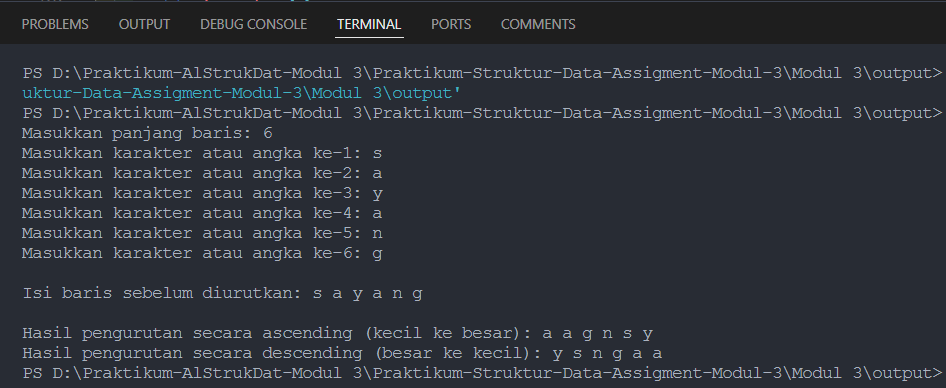 PROBLEMS OUTPUT DEBUG CONSOLE TERMINAL PORTS COMMENTS
PS D:\Praktikum-AlStrukDat-Modul 3\Praktikum-Struktur-Data-Assigment-Modul-3\Modul 3\output>
uktur-Data-Assigment-Modul-3\Modul 3\output'
PS D:\Praktikum-AlStrukDat-Modul 3\Praktikum-Struktur-Data-Assigment-Modul-3\Modul 3\output>
Masukkan panjang baris: 6
Masukkan karakter atau angka ke-1: s
Masukkan karakter atau angka ke-2: a
Masukkan karakter atau angka ke-3: y
Masukkan karakter atau angka ke-4: a
Masukkan karakter atau angka ke-5: n
Masukkan karakter atau angka ke-6: g
Isi baris sebelum diurutkan: s a y a n g
Hasil pengurutan secara ascending (kecil ke besar): a a g n s y
Hasil pengurutan secara descending (besar ke kecil): y s n g a a
PS D:\Praktikum-AlStrukDat-Modul 3\Praktikum-Struktur-Data-Assigment-Modul-3\Modul 3\output>